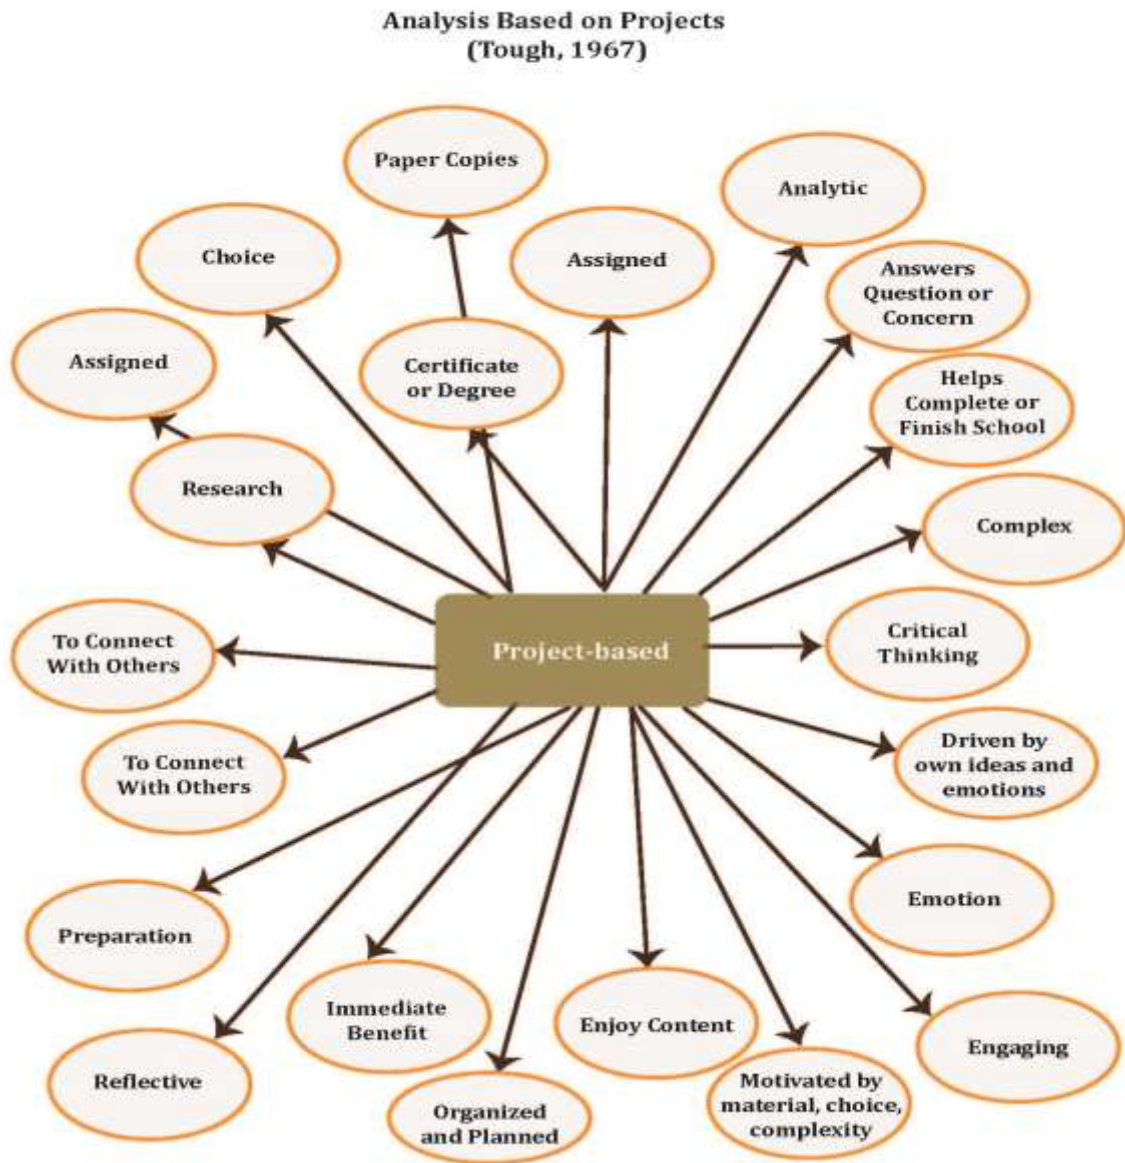 Analysis Based on Projects
(Tough, 1967)
Paper Copies
Analytic
Choice
Assigned
Answers
Question or
Concern
Assigned
Certificate
or Degree
Helps
Complete or
Finish School
Research
Complex
To Connect
With Others
Project-based
Critical
Thinking
To Connect
With Others
Driven by
own ideas and
emotions
Preparation
Emotion
Immediate
Benefit
Enjoy Content
Engaging
Reflective
Organized
and Planned
Motivated by
material, choice,
complexity